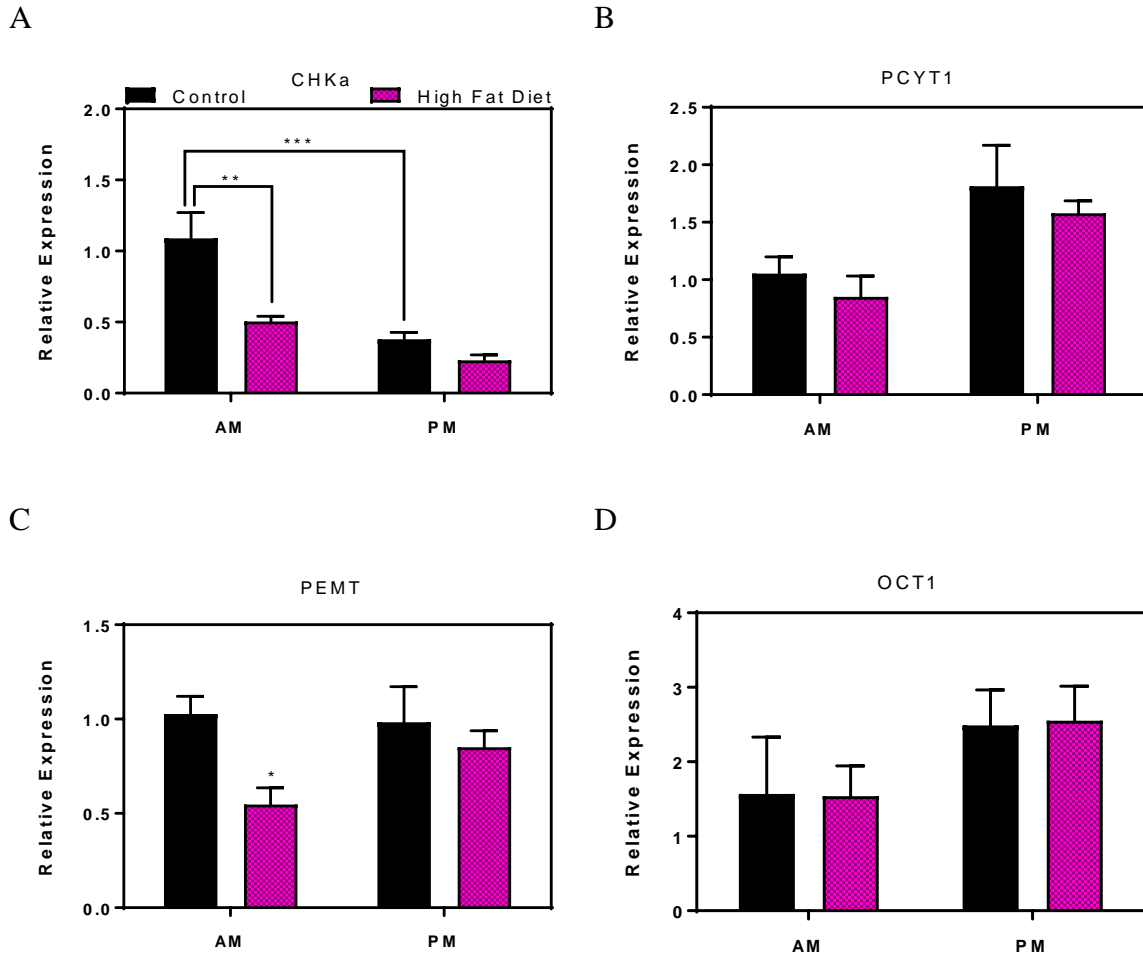 A
CHKa
Control
High Fat Diet
Relative Expression
2.0
1.5
1.0
0.5
0.0
***
**
AM
PM
B
PCYT1
Relative Expression
2.5
2.0
1.5
1.0
0.5
0.0
AM
PM
C
PEMT
Relative Expression
1.5
1.0
0.5
0.0
*
AM
PM
D
OCT1
Relative Expression
4
3
2
1
0
AM
PM